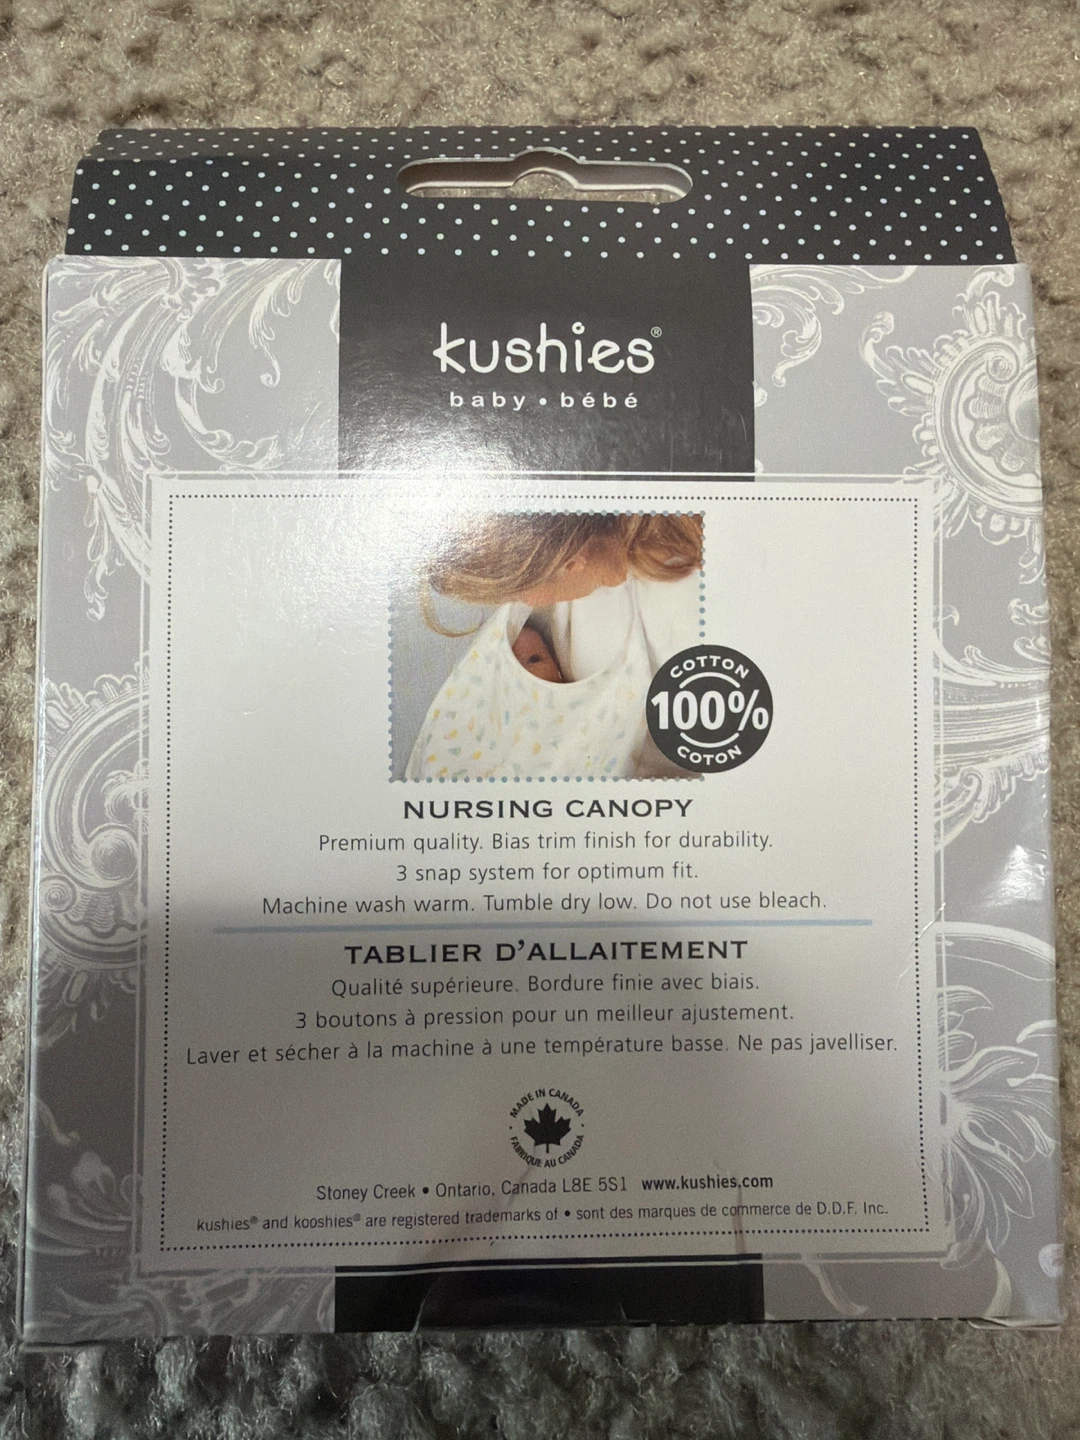 kushies®
baby • bébé
COTTON
100%
COTON
NURSING CANOPY
Premium quality. Bias trim finish for durability.
3 snap system for optimum fit.
Machine wash warm. Tumble dry low. Do not use bleach.
TABLIER D'ALLAITEMENT
Qualité supérieure. Bordure finie avec biais.
3 boutons à pression pour un meilleur ajustement.
Laver et sécher à la machine à une température basse. Ne pas javelliser.
• MADE IN CANADA •
FABRIQUE AU CANADA
Stoney Creek • Ontario, Canada L8E 5S1 www.kushies.com
kushies® and kooshies® are registered trademarks of • sont des marques de commerce de D.D.F. Inc.